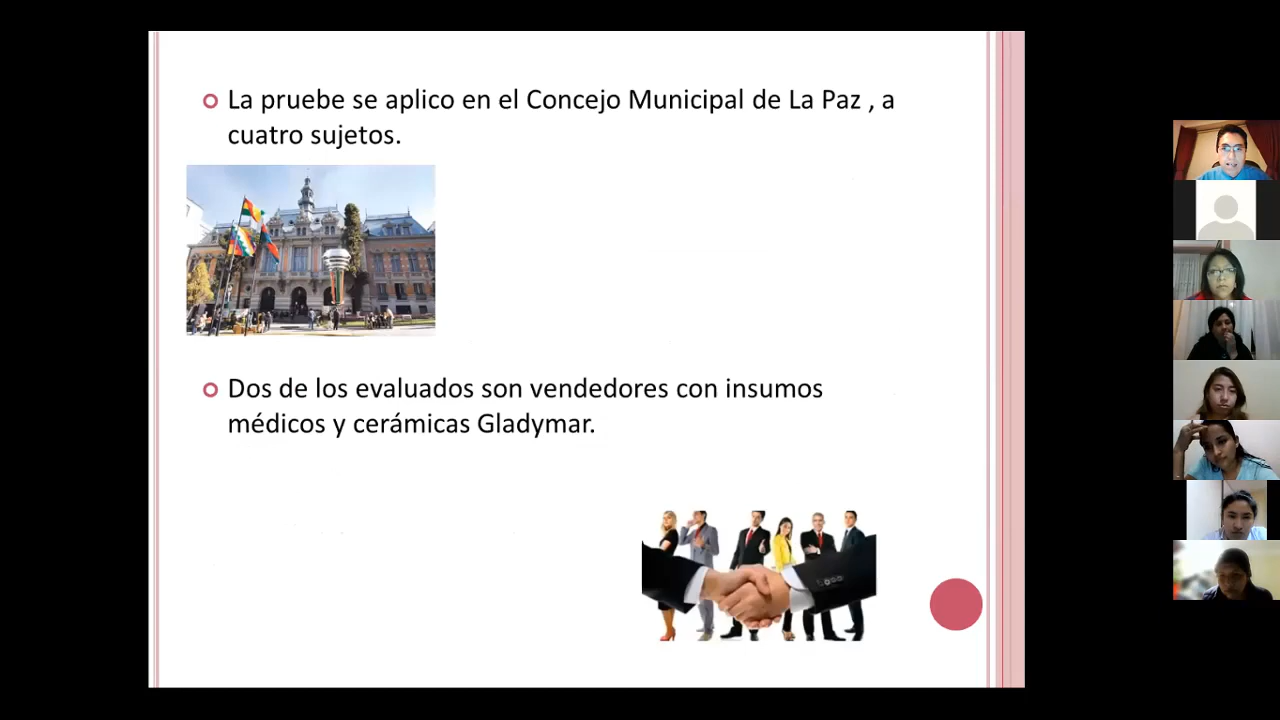 La pruebe se aplico en el Concejo Municipal de La Paz , a
cuatro sujetos.
Dos de los evaluados son vendedores con insumos
médicos y cerámicas Gladymar.